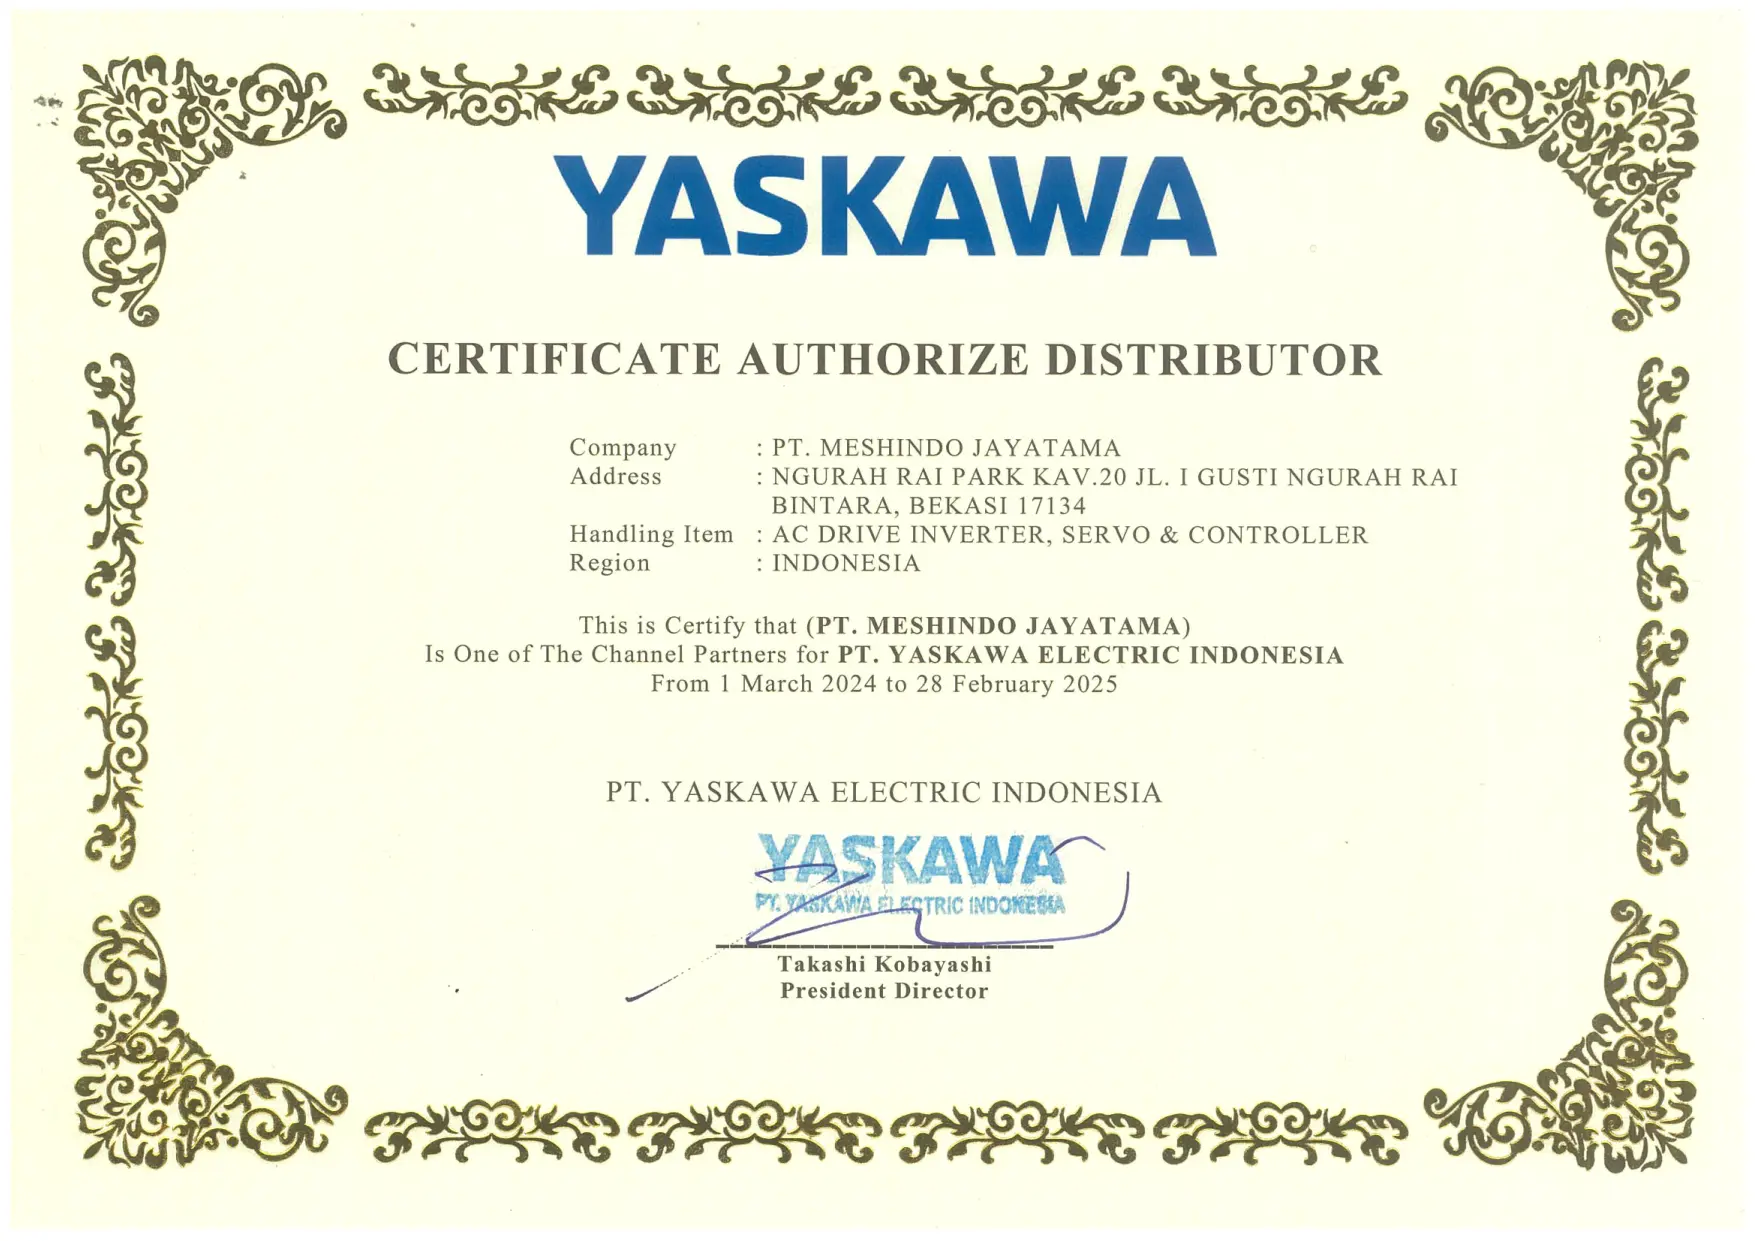 YASKAWA
CERTIFICATE AUTHORIZE DISTRIBUTOR
Company : PT. MESHINDO JAYATAMA
Address : NGURAH RAI PARK KAV.20 JL. I GUSTI NGURAH RAI
BINTARA, BEKASI 17134
Handling Item : AC DRIVE INVERTER, SERVO & CONTROLLER
Region : INDONESIA
This is Certify that (PT. MESHINDO JAYATAMA)
Is One of The Channel Partners for PT. YASKAWA ELECTRIC INDONESIA
From 1 March 2024 to 28 February 2025
PT. YASKAWA ELECTRIC INDONESIA
YASKAWA
PT. YASKAWA ELECTRIC INDONESIA
Takashi Kobayashi
President Director